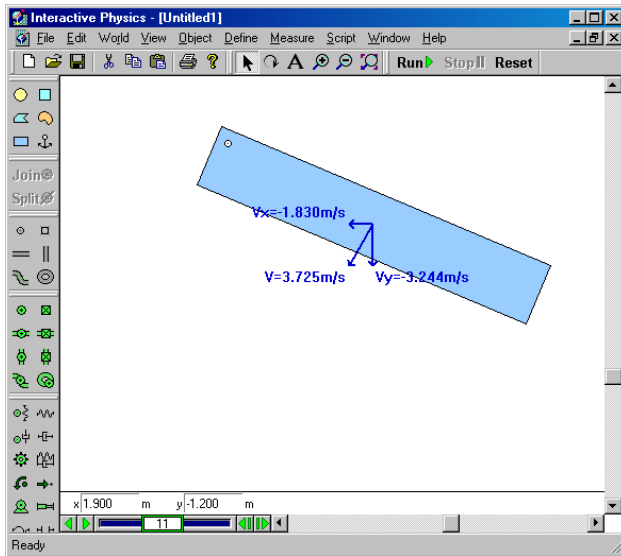 Interactive Physics - [Untitled1]
File Edit World View Object Define Measure Script Window Help
A ? Run Stop Reset
Join
Split
Vx=-1.830m/s
V=3.725m/s Vy=-3.244m/s
x 1.900 m y -1.200 m
11
Ready